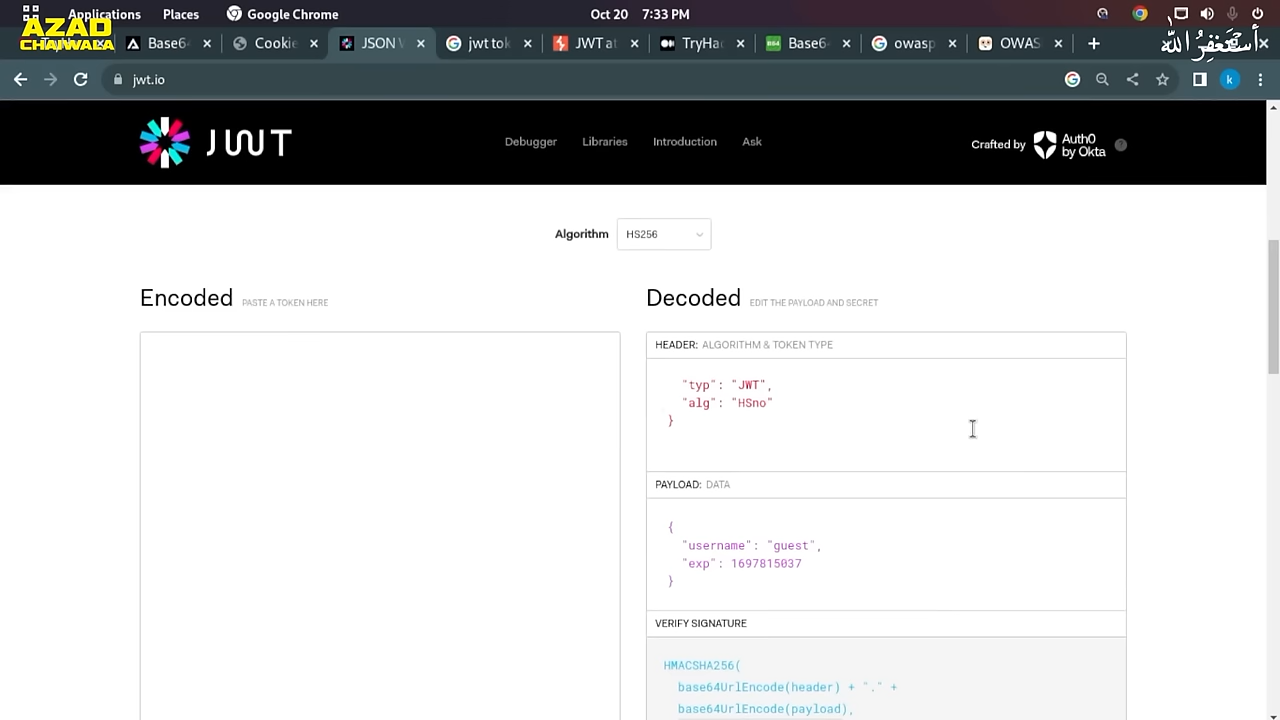 Applications Places Google Chrome Oct 20 7:33 PM
AZAD
CHAIWALA
أستغفر الله
Base64 Cookie JSON W jwt tok JWT at TryHac Base64 owasp OWAS
jwt.io k
JWT Debugger Libraries Introduction Ask Crafted by Auth0 by Okta ?
Algorithm HS256
Encoded PASTE A TOKEN HERE
Decoded EDIT THE PAYLOAD AND SECRET
HEADER: ALGORITHM & TOKEN TYPE
"typ": "JWT",
"alg": "HSno"
}
PAYLOAD: DATA
{
"username": "guest",
"exp": 1697815037
}
VERIFY SIGNATURE
HMACSHA256(
base64UrlEncode(header) + "." +
base64UrlEncode(payload),